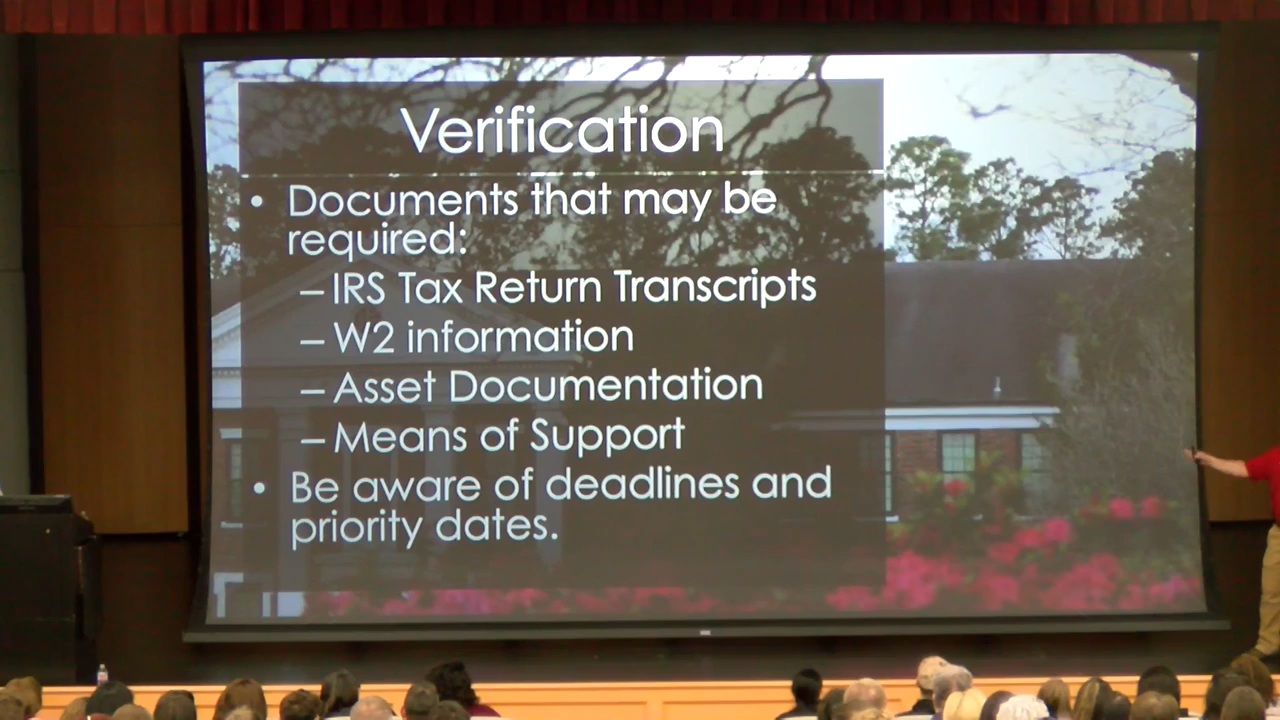 Verification
• Documents that may be
required:
– IRS Tax Return Transcripts
– W2 information
– Asset Documentation
– Means of Support
• Be aware of deadlines and
priority dates.